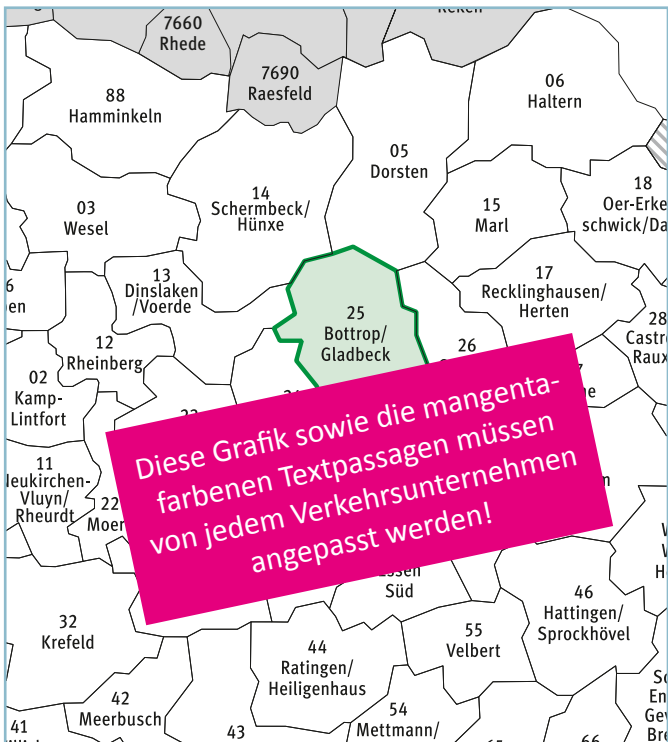 7660
Rhede
7690
Raesfeld
88
Hamminkeln
06
Haltern
05
Dorsten
14
Schermbeck/
Hünxe
15
Marl
18
Oer-Erke
schwick/Da
03
Wesel
13
Dinslaken
/Voerde
17
Recklinghausen/
Herten
25
Bottrop/
Gladbeck
26
28
Castr
Raux
12
Rheinberg
02
Kamp-
Lintfort
11
Neukirchen-
Vluyn/
Rheurdt
22
Moer
Diese Grafik sowie die mangenta-
farbenen Textpassagen müssen
von jedem Verkehrsunternehmen
angepasst werden!
Süd
46
Hattingen/
Sprockhövel
32
Krefeld
44
Ratingen/
Heiligenhaus
55
Velbert
42
Meerbusch
41
43
54
Mettmann/